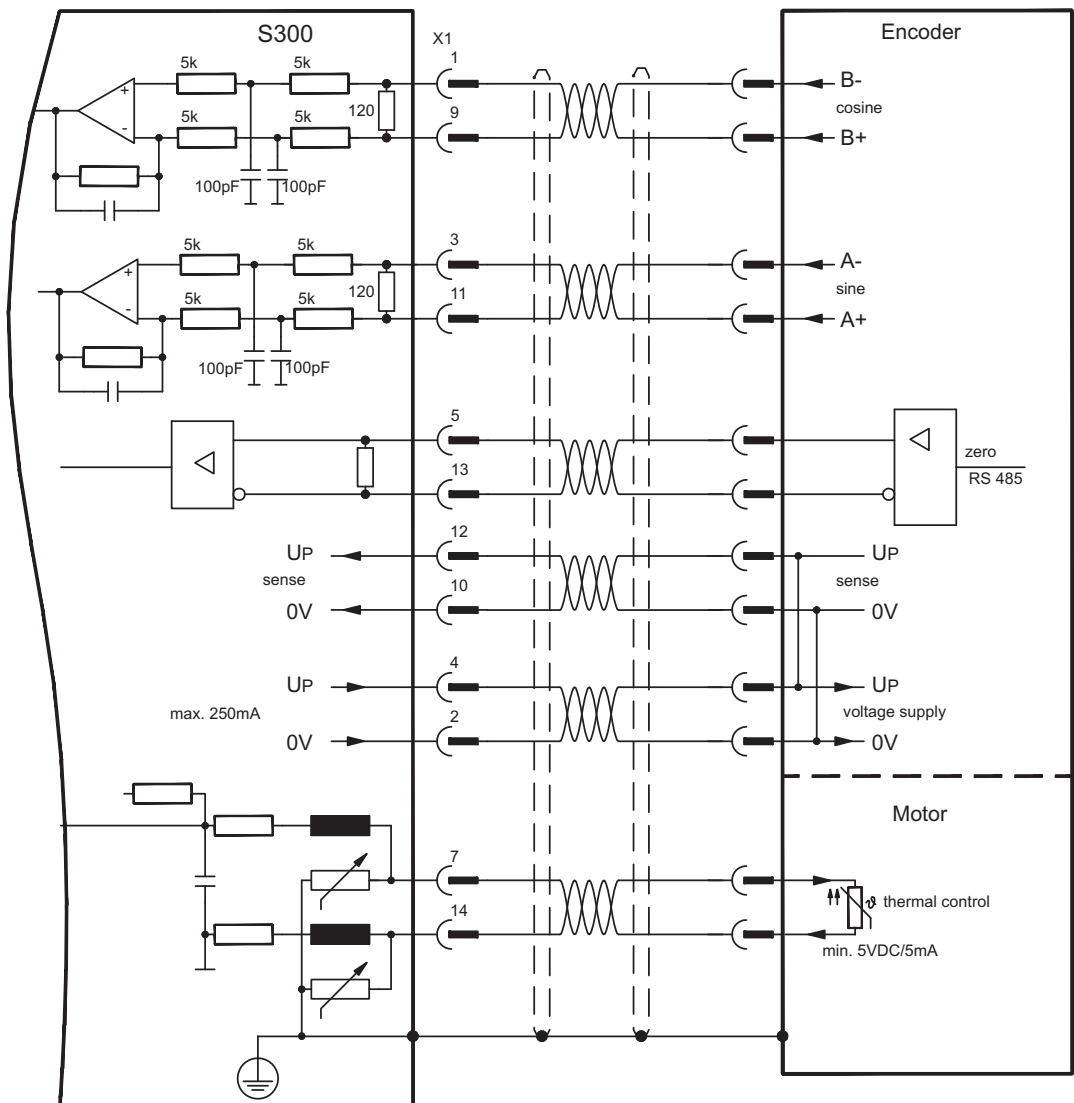 S300
X1
Encoder
1
5k
5k
B-
120
cosine
9
5k
5k
B+
100pF
100pF
3
5k
5k
A-
120
sine
11
5k
5k
A+
100pF
100pF
5
zero
13
RS 485
12
UP
UP
sense
sense
10
0V
0V
4
UP
UP
max. 250mA
voltage supply
2
0V
0V
Motor
7
ϑ thermal control
14
min. 5VDC/5mA
+
-
+
-